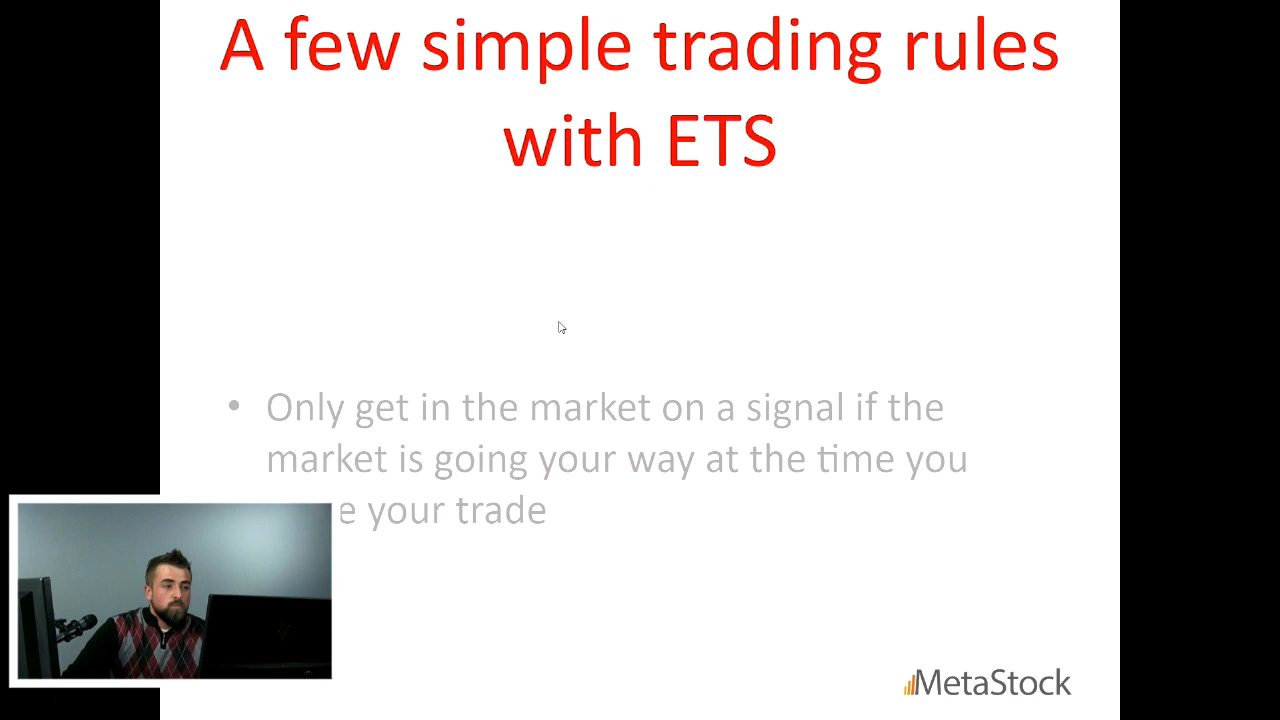 A few simple trading rules
with ETS
• Only get in the market on a signal if the
market is going your way at the time you
e your trade
MetaStock